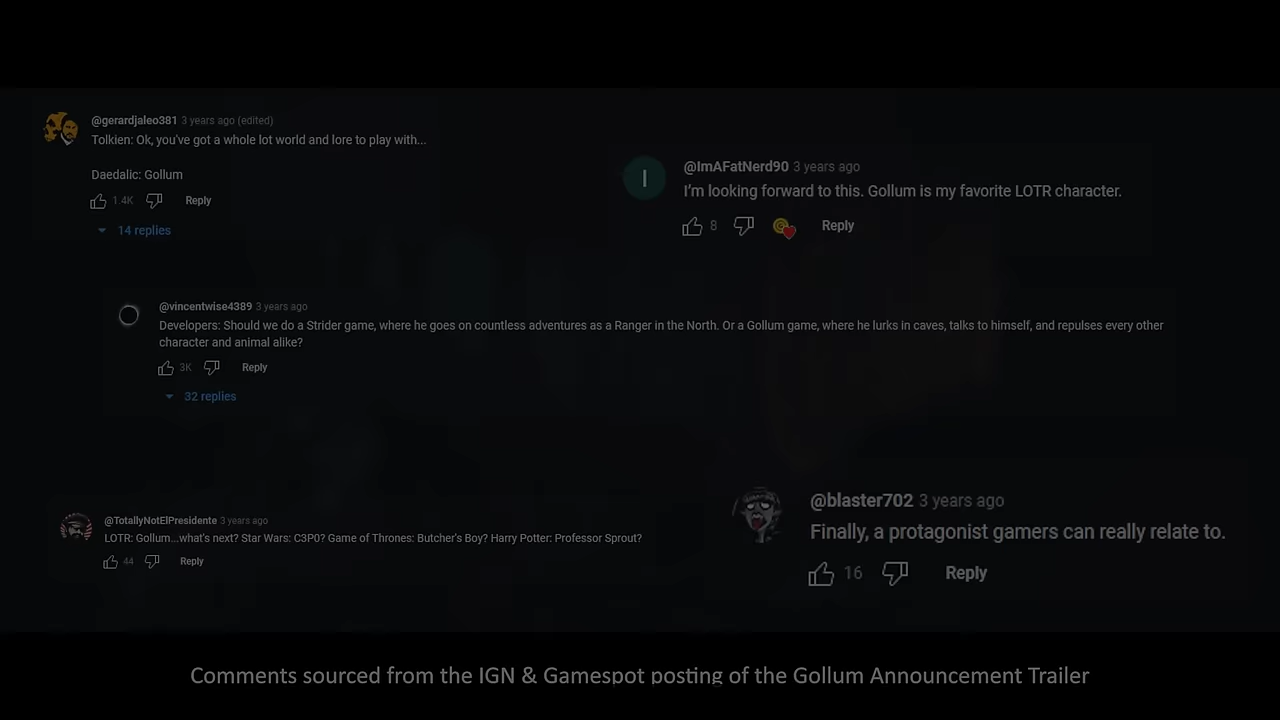 @gerardjaleo381 3 years ago (edited)
Tolkien: Ok, you've got a whole lot world and lore to play with...
Daedalic: Gollum
1.4K Reply
14 replies
I
@ImAFatNerd90 3 years ago
I'm looking forward to this. Gollum is my favorite LOTR character.
8 Reply
@vincentwise4389 3 years ago
Developers: Should we do a Strider game, where he goes on countless adventures as a Ranger in the North. Or a Gollum game, where he lurks in caves, talks to himself, and repulses every other
character and animal alike?
3K Reply
32 replies
@TotallyNotElPresidente 3 years ago
LOTR: Gollum...what's next? Star Wars: C3P0? Game of Thrones: Butcher's Boy? Harry Potter: Professor Sprout?
44 Reply
@blaster702 3 years ago
Finally, a protagonist gamers can really relate to.
16 Reply
Comments sourced from the IGN & Gamespot posting of the Gollum Announcement Trailer